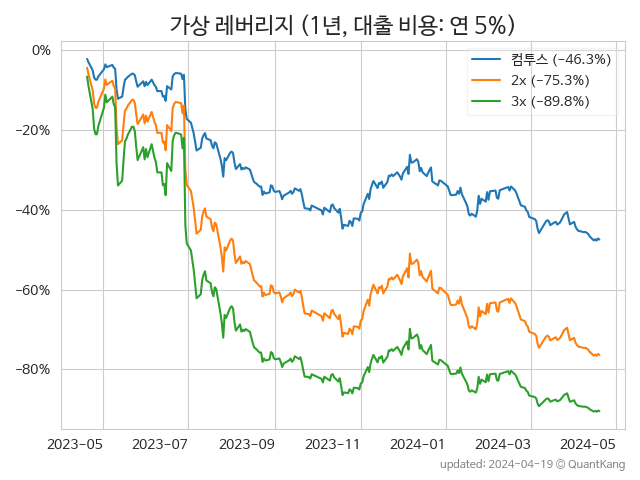 가상 레버리지 (1년, 대출 비용: 연 5%)
컴투스 (−46.3%)
2x (−75.3%)
3x (−89.8%)
0%
−20%
−40%
−60%
−80%
2023-05 2023-07 2023-09 2023-11 2024-01 2024-03 2024-05
updated: 2024-04-19 © QuantKang